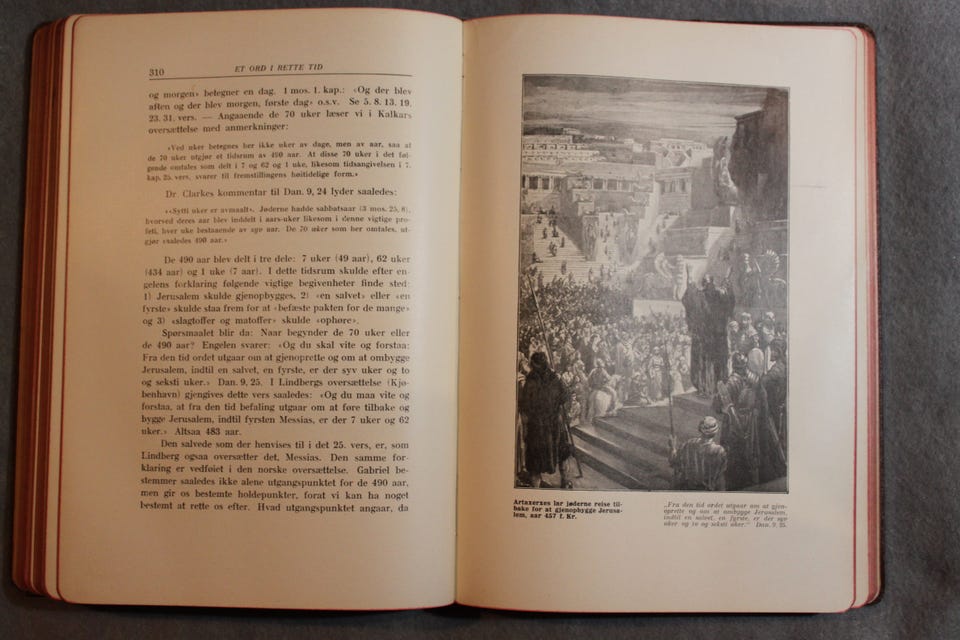 310
ET ORD I RETTE TID
og morgen» betegner en dag. 1 mos. 1. kap.: «Og der blev
aften og der blev morgen, første dag» o.s.v. Se 5. 8. 13. 19.
23. 31. vers. — Angaaende de 70 uker læser vi i Kalkars
oversættelse med anmerkninger:
«Ved uker betegnes her ikke uker av dage, men av aar, saa at
de 70 uker utgjør et tidsrum av 490 aar. At disse 70 uker i det føl-
gende omtales som delt i 7 og 62 og 1 uke, likesom tidsangivelsen i 7.
kap. 25. vers, svarer til fremstillingens høitidelige form.»
Dr. Clarkes kommentar til Dan. 9, 24 lyder saaledes:
««Sytti uker er avmaalt». Jøderne hadde sabbatsaar (3 mos. 25, 8),
hvorved deres aar blev inddelt i aars-uker likesom i denne vigtige pro-
feti, hver uke bestaaende av syv aar. De 70 uker som her omtales, ut-
gjør saaledes 490 aar.»
De 490 aar blev delt i tre dele: 7 uker (49 aar), 62 uker
(434 aar) og 1 uke (7 aar). I dette tidsrum skulde efter en-
gelens forklaring følgende vigtige begivenheter finde sted:
1) Jerusalem skulde gjenopbygges, 2) «en salvet» eller «en
fyrste» skulde staa frem for at «befæste pakten for de mange»
og 3) «slagtoffer og matoffer» skulde «ophøre».
Spørsmaalet blir da: Naar begynder de 70 uker eller
de 490 aar? Engelen svarer: «Og du skal vite og forstaa:
Fra den tid ordet utgaar om at gjenoprette og om at ombygge
Jerusalem, indtil en salvet, en fyrste, er der syv uker og to
og seksti uker.» Dan. 9, 25. I Lindbergs oversættelse (Kjø-
benhavn) gjengives dette vers saaledes: «Og du maa vite og
forstaa, at fra den tid befaling utgaar om at føre tilbake og
bygge Jerusalem, indtil fyrsten Messias, er der 7 uker og 62
uker.» Altsaa 483 aar.
Den salvede som der henvises til i det 25. vers, er, som
Lindberg ogsaa oversætter det, Messias. Den samme for-
klaring er vedføiet i den norske oversættelse. Gabriel be-
stemmer saaledes ikke alene utgangspunktet for de 490 aar,
men gir os bestemte holdepunkter, forat vi kan ha noget
bestemt at rette os efter. Hvad utgangspunktet angaar, da
Artaxerxes lar jøderne reise til-
bake for at gjenopbygge Jerusa-
lem, aar 457 f. Kr.
„Fra den tid ordet utgaar om at gjen-
oprette og om at ombygge Jerusalem,
indtil en salvet, en fyrste, er der syv
uker og to og seksti uker." Dan. 9, 25.